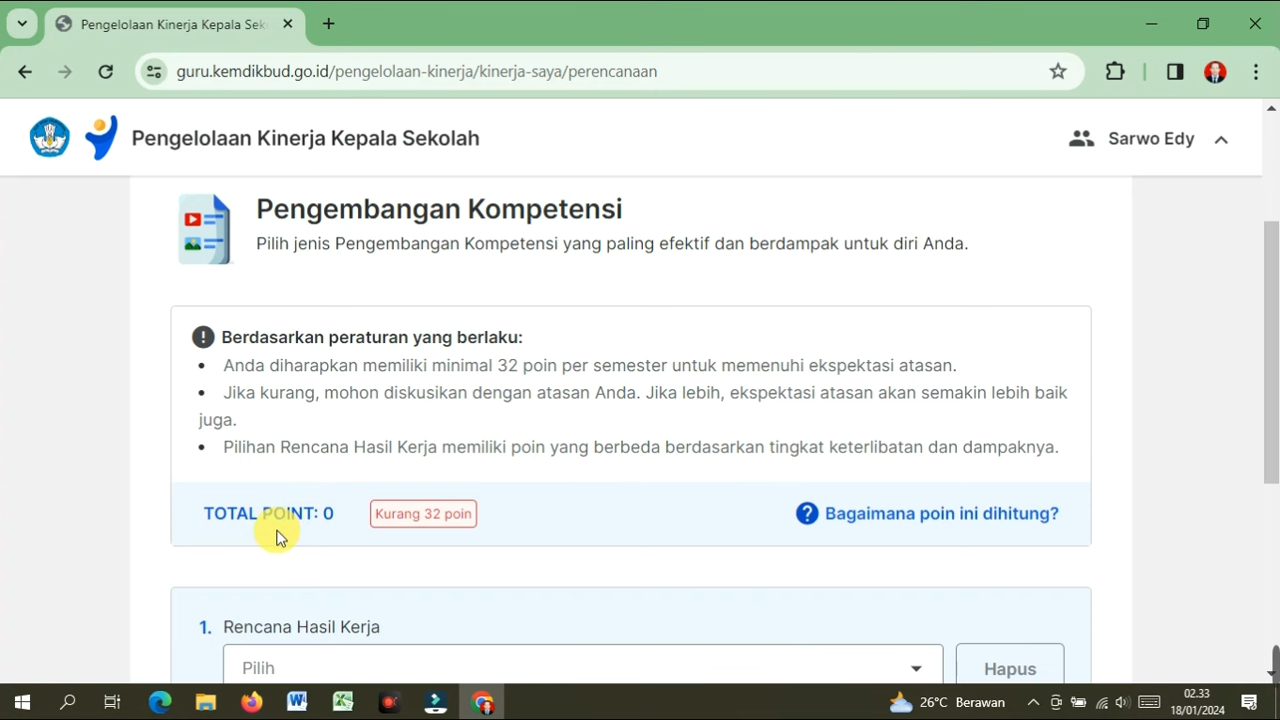 Pengelolaan Kinerja Kepala Sek
guru.kemdikbud.go.id/pengelolaan-kinerja/kinerja-saya/perencanaan
Pengelolaan Kinerja Kepala Sekolah
Sarwo Edy
Pengembangan Kompetensi
Pilih jenis Pengembangan Kompetensi yang paling efektif dan berdampak untuk diri Anda.
Berdasarkan peraturan yang berlaku:
• Anda diharapkan memiliki minimal 32 poin per semester untuk memenuhi ekspektasi atasan.
• Jika kurang, mohon diskusikan dengan atasan Anda. Jika lebih, ekspektasi atasan akan semakin lebih baik
juga.
• Pilihan Rencana Hasil Kerja memiliki poin yang berbeda berdasarkan tingkat keterlibatan dan dampaknya.
TOTAL POINT: 0
Kurang 32 poin
Bagaimana poin ini dihitung?
1. Rencana Hasil Kerja
Pilih
Hapus
26°C Berawan
02.33
18/01/2024